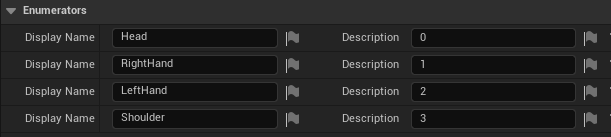 Enumerators
Display Name Head Description 0
Display Name RightHand Description 1
Display Name LeftHand Description 2
Display Name Shoulder Description 3